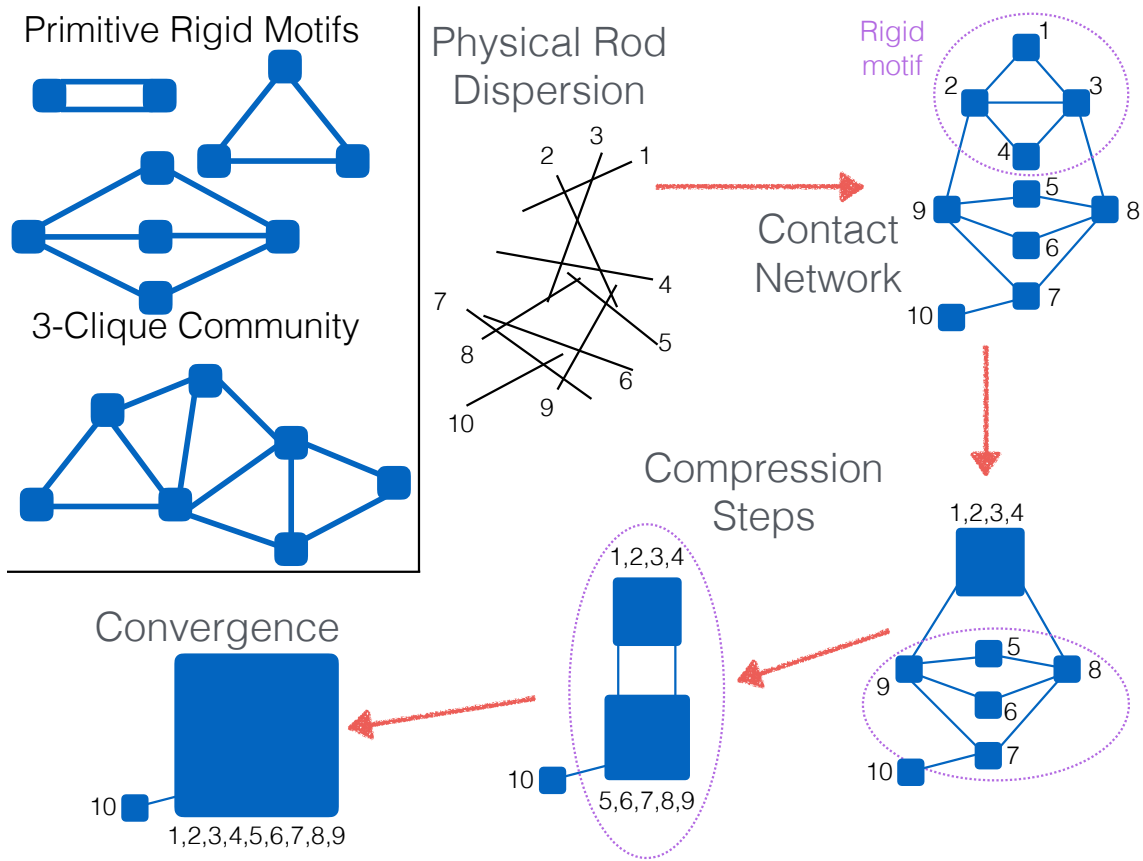 Primitive Rigid Motifs
3-Clique Community
Physical Rod
Dispersion
3
2
1
4
7
8
5
6
9
10
Rigid
motif
1
2
3
4
5
9
8
6
7
10
Contact
Network
Compression
Steps
1,2,3,4
5
9
8
6
7
10
1,2,3,4
10
5,6,7,8,9
Convergence
10
1,2,3,4,5,6,7,8,9